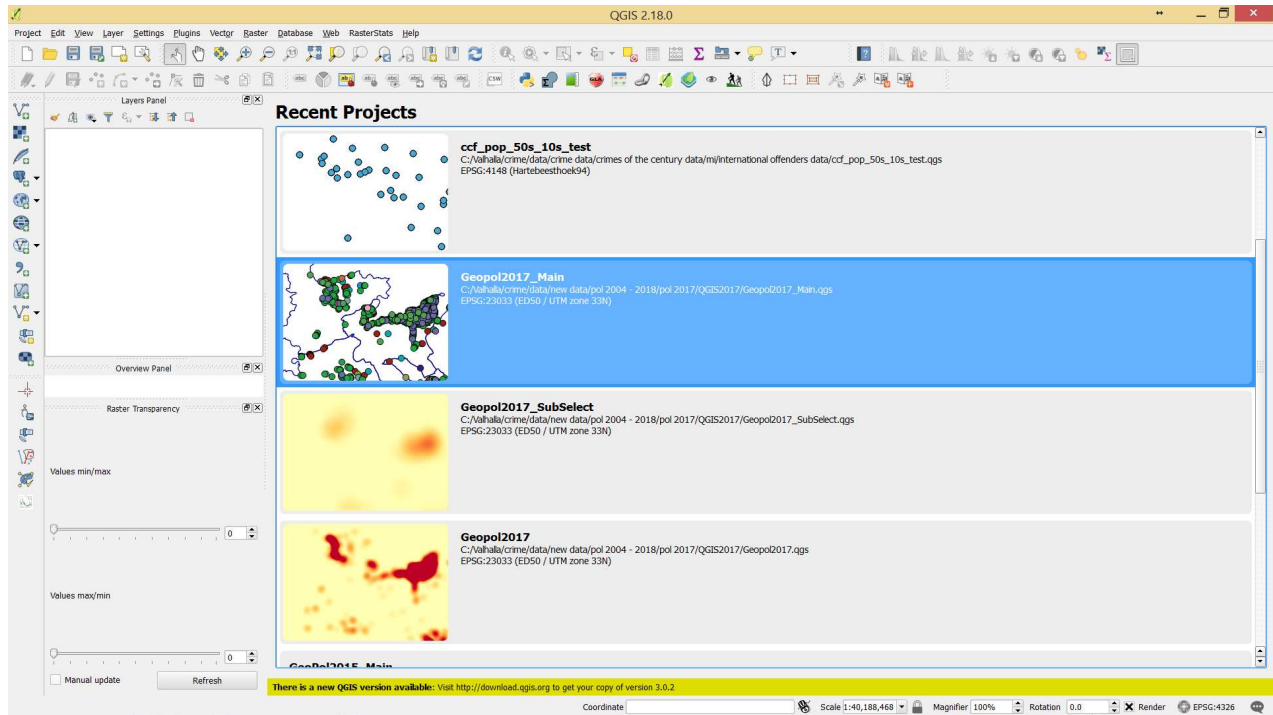 QGIS 2.18.0
Project Edit View Layer Settings Plugins Vector Raster Database Web RasterStats Help
Layers Panel
Overview Panel
Raster Transparency
Values min/max
0
Values max/min
0
Manual update Refresh
Recent Projects
ccf_pop_50s_10s_test
C:/Valhalla/crime/data/crime data/crimes of the century data/mi/international offenders data/ccf_pop_50s_10s_test.qgs
EPSG:4148 (Hartebeesthoek94)
Geopol2017_Main
C:/Valhalla/crime/data/new data/pol 2004 - 2018/pol 2017/QGIS2017/Geopol2017_Main.qgs
EPSG:23033 (ED50 / UTM zone 33N)
Geopol2017_SubSelect
C:/Valhalla/crime/data/new data/pol 2004 - 2018/pol 2017/QGIS2017/Geopol2017_SubSelect.qgs
EPSG:23033 (ED50 / UTM zone 33N)
Geopol2017
C:/Valhalla/crime/data/new data/pol 2004 - 2018/pol 2017/QGIS2017/Geopol2017.qgs
EPSG:23033 (ED50 / UTM zone 33N)
GeoPol2015_Main
There is a new QGIS version available: Visit http://download.qgis.org to get your copy of version 3.0.2
Coordinate Scale 1:40,188,468 Magnifier 100% Rotation 0.0 Render EPSG:4326